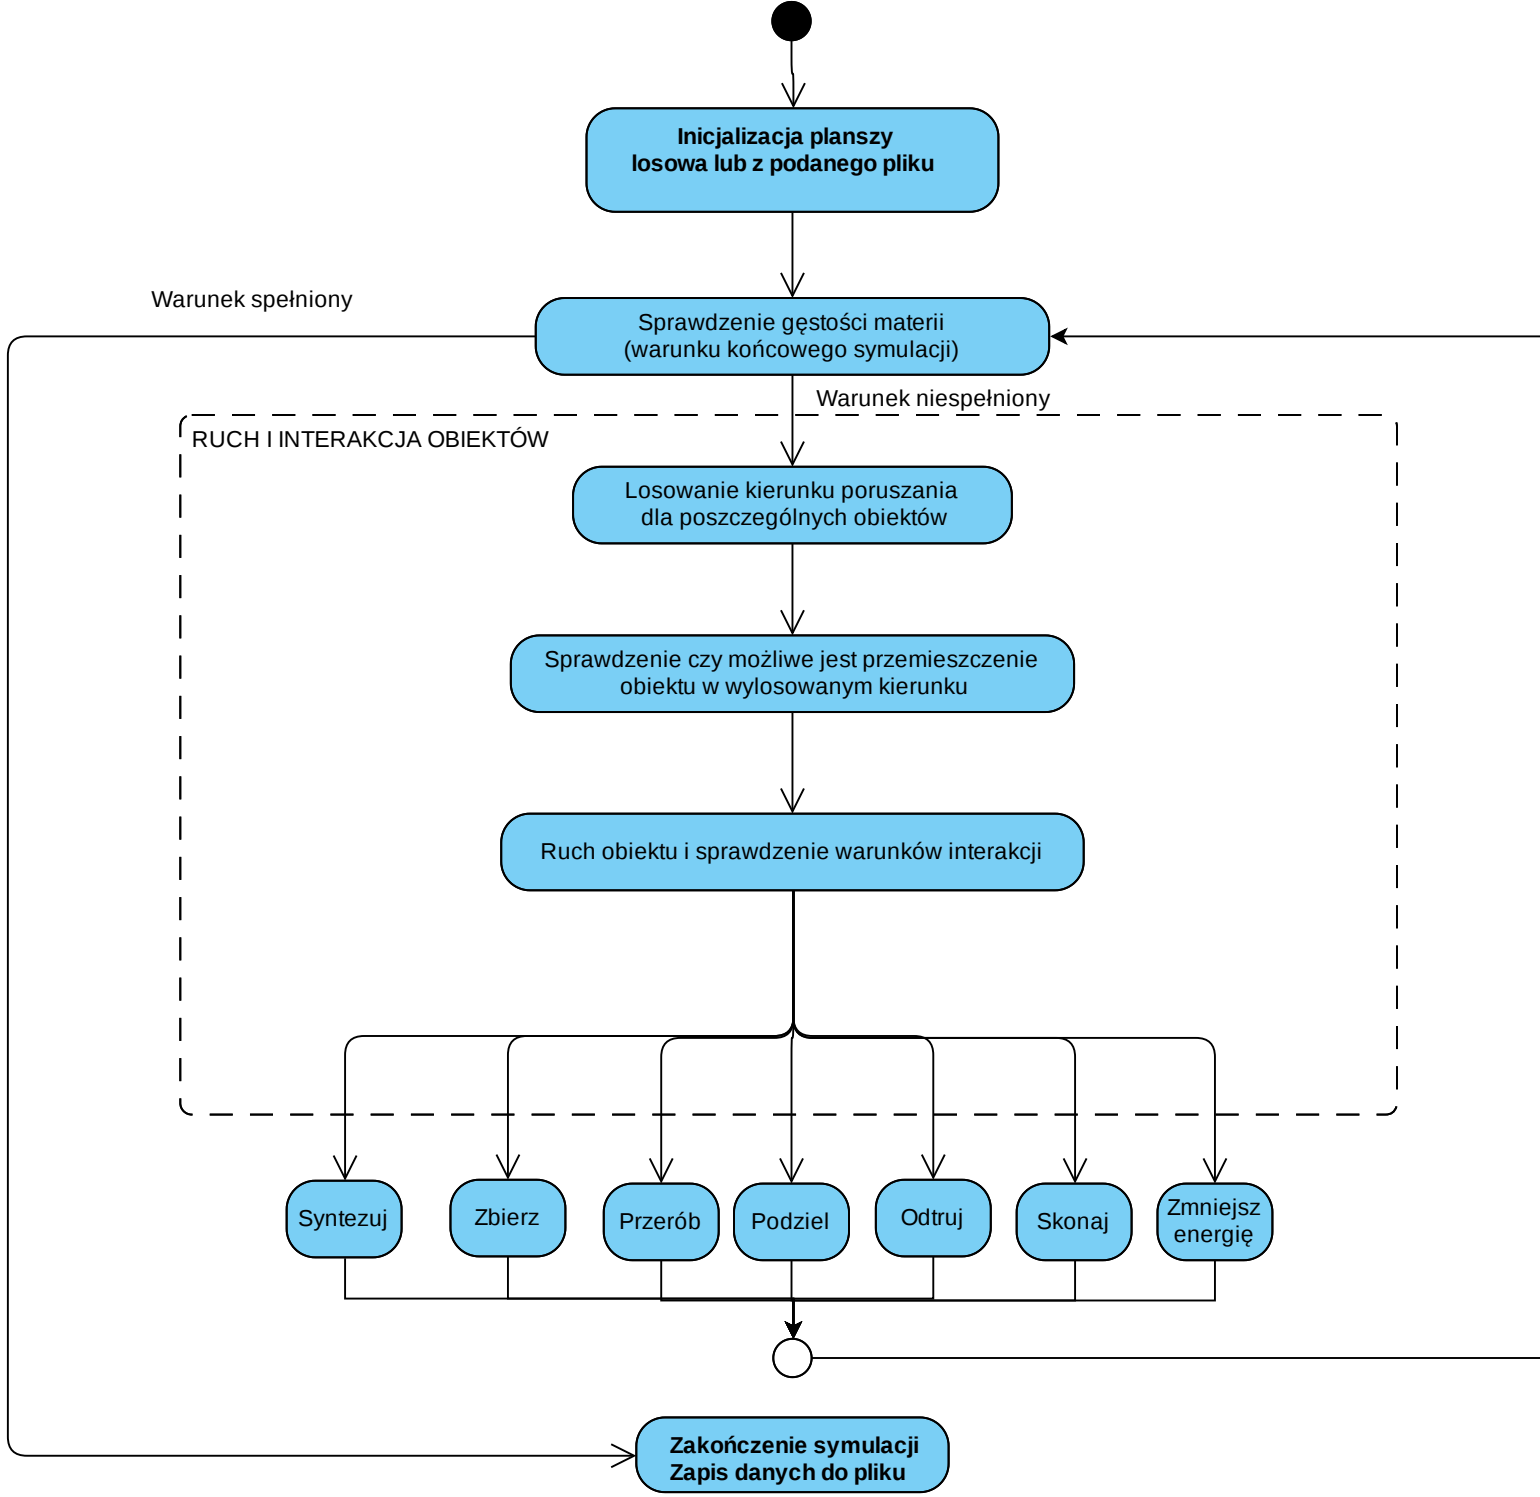 Inicjalizacja planszy
losowa lub z podanego pliku
Warunek spełniony
Sprawdzenie gęstości materii
(warunku końcowego symulacji)
Warunek niespełniony
RUCH I INTERAKCJA OBIEKTÓW
Losowanie kierunku poruszania
dla poszczególnych obiektów
Sprawdzenie czy możliwe jest przemieszczenie
obiektu w wylosowanym kierunku
Ruch obiektu i sprawdzenie warunków interakcji
Syntezuj
Zbierz
Przerób
Podziel
Odtruj
Skonaj
Zmniejsz
energię
Zakończenie symulacji
Zapis danych do pliku